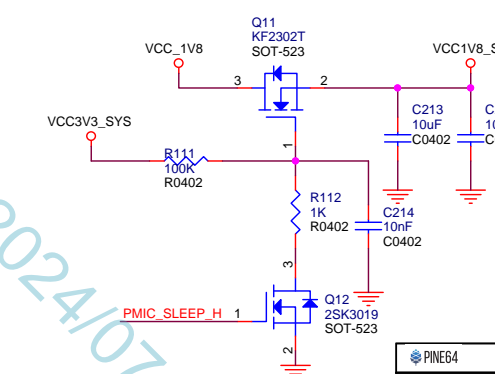 Q11
KF2302T
SOT-523
VCC_1V8
VCC1V8_S
3
2
VCC3V3_SYS
1
C213
10uF
C0402
R111
100K
R0402
R112
1K
R0402
C214
10nF
C0402
3
PMIC_SLEEP_H
1
Q12
2SK3019
SOT-523
2
2024/07
PINE64